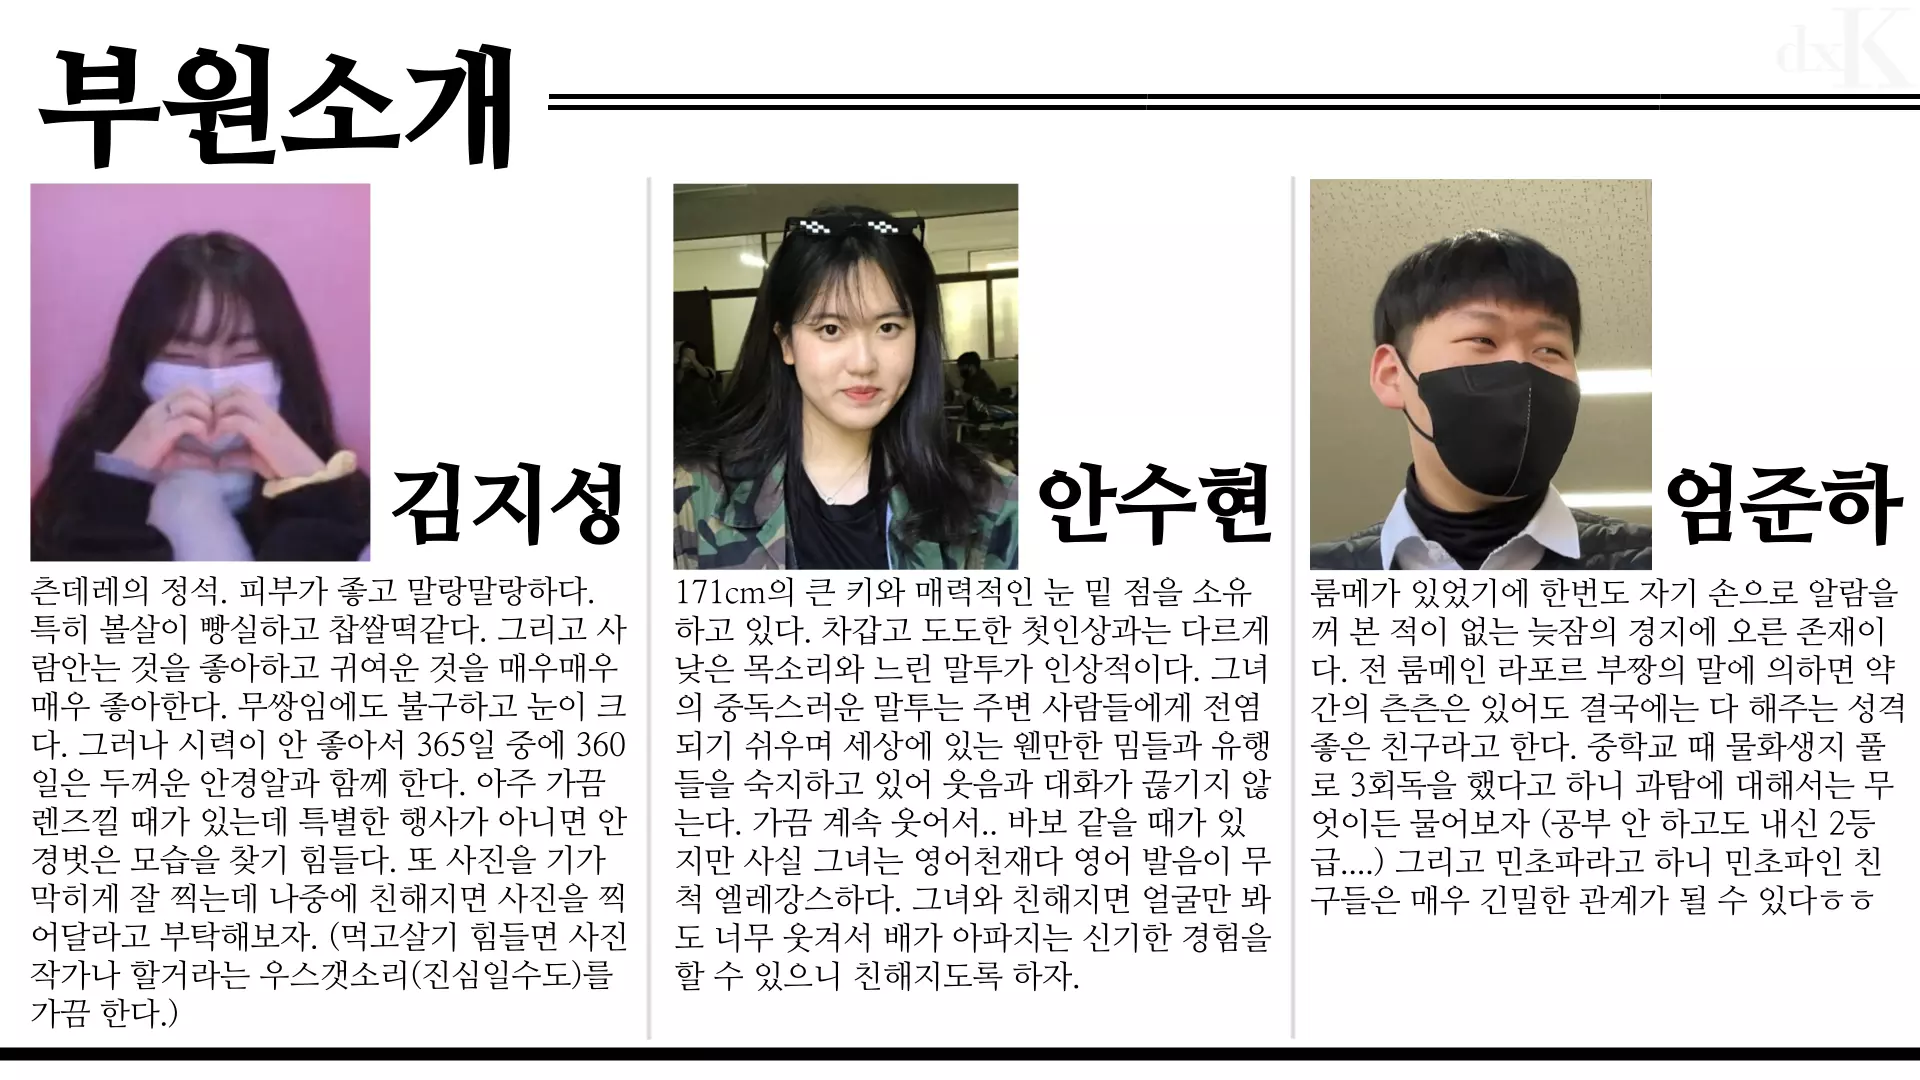 dxK
부원소개
김지성
츤데레의 정석. 피부가 좋고 말랑말랑하다.
특히 볼살이 빵실하고 찹쌀떡같다. 그리고 사
람안는 것을 좋아하고 귀여운 것을 매우매우
매우 좋아한다. 무쌍임에도 불구하고 눈이 크
다. 그러나 시력이 안 좋아서 365일 중에 360
일은 두꺼운 안경알과 함께 한다. 아주 가끔
렌즈낄 때가 있는데 특별한 행사가 아니면 안
경벗은 모습을 찾기 힘들다. 또 사진을 기가
막히게 잘 찍는데 나중에 친해지면 사진을 찍
어달라고 부탁해보자. (먹고살기 힘들면 사진
작가나 할거라는 우스갯소리(진심일수도)를
가끔 한다.)
안수현
171cm의 큰 키와 매력적인 눈 밑 점을 소유
하고 있다. 차갑고 도도한 첫인상과는 다르게
낮은 목소리와 느린 말투가 인상적이다. 그녀
의 중독스러운 말투는 주변 사람들에게 전염
되기 쉬우며 세상에 있는 웬만한 밈들과 유행
들을 숙지하고 있어 웃음과 대화가 끊기지 않
는다. 가끔 계속 웃어서.. 바보 같을 때가 있
지만 사실 그녀는 영어천재다 영어 발음이 무
척 엘레강스하다. 그녀와 친해지면 얼굴만 봐
도 너무 웃겨서 배가 아파지는 신기한 경험을
할 수 있으니 친해지도록 하자.
엄준하
룸메가 있었기에 한번도 자기 손으로 알람을
꺼 본 적이 없는 늦잠의 경지에 오른 존재이
다. 전 룸메인 라포르 부짱의 말에 의하면 약
간의 츤츤은 있어도 결국에는 다 해주는 성격
좋은 친구라고 한다. 중학교 때 물화생지 풀
로 3회독을 했다고 하니 과탐에 대해서는 무
엇이든 물어보자 (공부 안 하고도 내신 2등
급....) 그리고 민초파라고 하니 민초파인 친
구들은 매우 긴밀한 관계가 될 수 있다ㅎㅎ